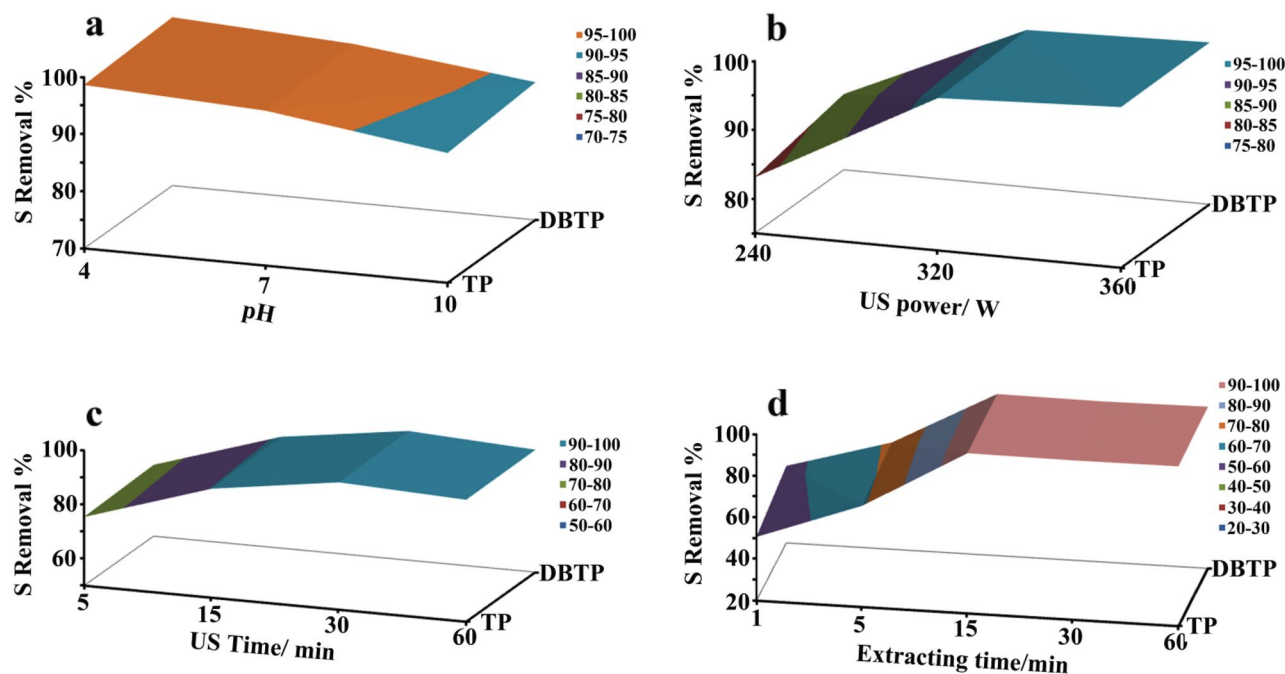 a
S Removal %
100
90
80
70
4
7
10
pH
TP
DBTP
95-100
90-95
85-90
80-85
75-80
70-75
b
S Removal %
100
90
80
240
320
360
US power/ W
TP
DBTP
95-100
90-95
85-90
80-85
75-80
c
S Removal %
100
80
60
5
15
30
60
US Time/ min
TP
DBTP
90-100
80-90
70-80
60-70
50-60
d
S Removal %
100
80
60
40
20
1
5
15
30
60
Extracting time/min
TP
DBTP
90-100
80-90
70-80
60-70
50-60
40-50
30-40
20-30